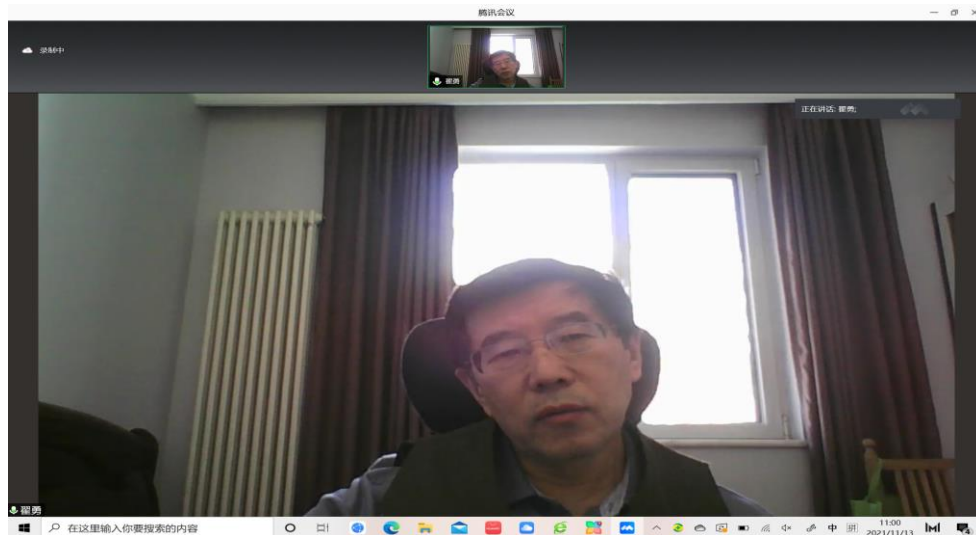 腾讯会议
录制中
翟勇
正在讲话: 翟勇;
翟勇
在这里输入你要搜索的内容
中
拼
11:00
2021/11/13